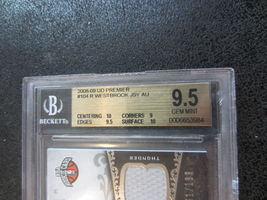 2008-09 UD PREMIER
#104 R WESTBROOK JSY AU
9.5
GEM MINT
B
BECKETT
CENTERING 10 CORNERS 9
EDGES 9.5 SURFACE 10
THUNDER